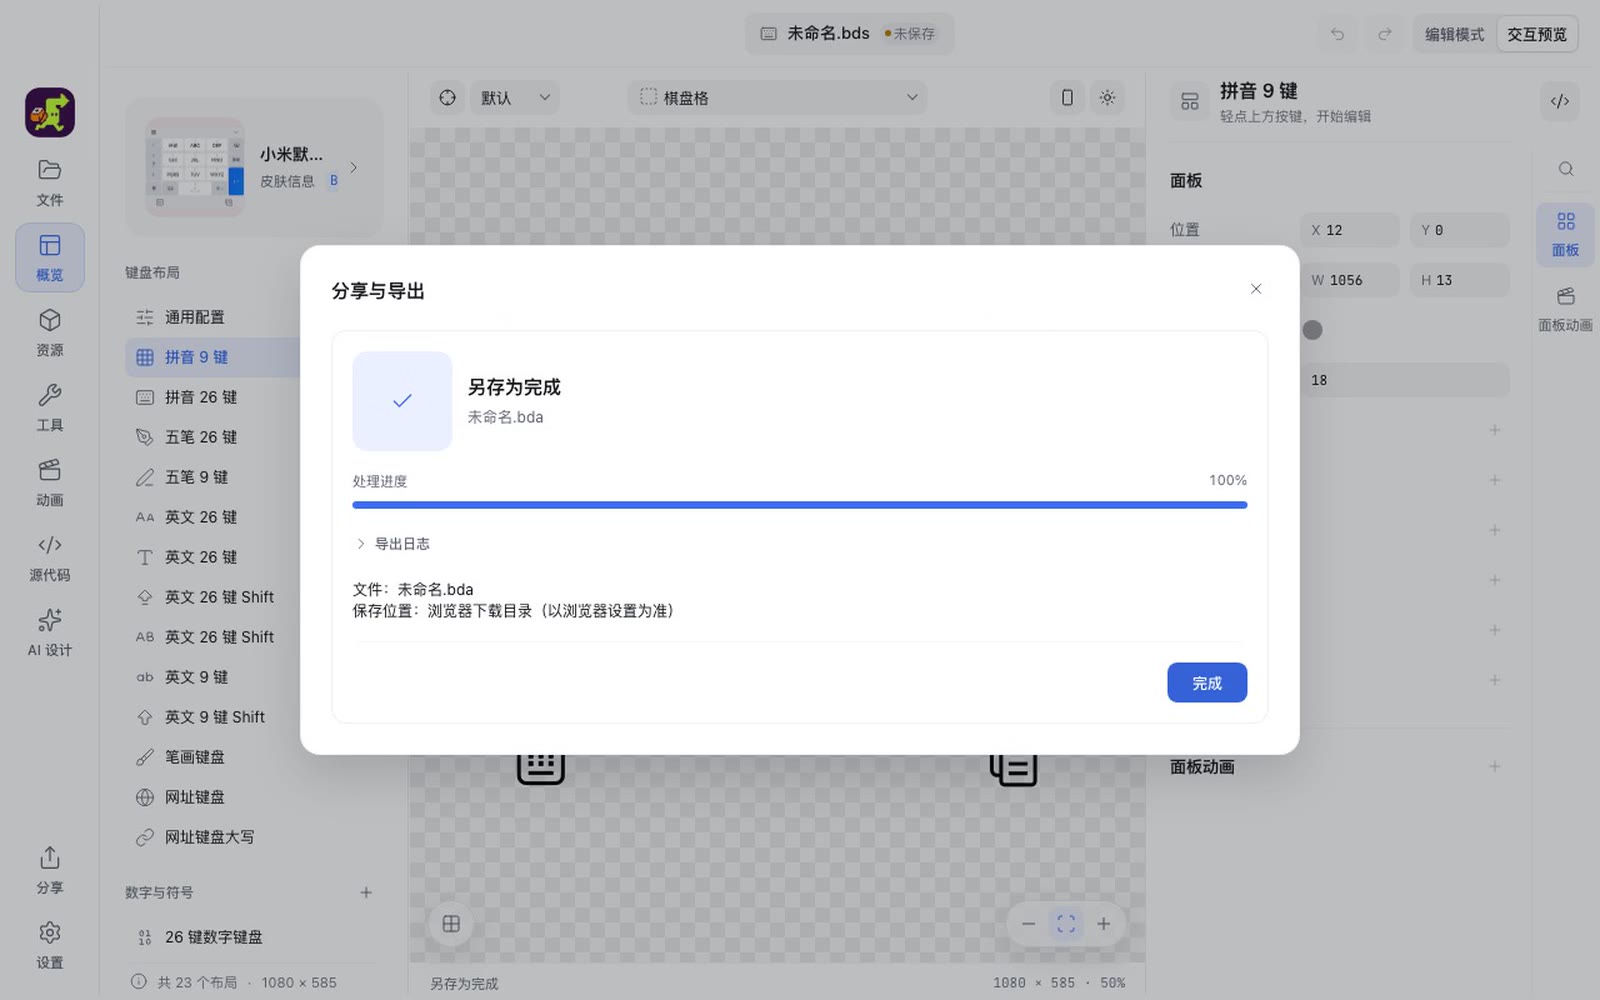 未命名.bds
未保存
编辑模式
交互预览
文件
概览
资源
工具
动画
源代码
AI 设计
分享
设置
小米默...
皮肤信息
B
键盘布局
通用配置
拼音 9 键
拼音 26 键
五笔 26 键
五笔 9 键
英文 26 键
英文 26 键
英文 26 键 Shift
英文 26 键 Shift
英文 9 键
英文 9 键 Shift
笔画键盘
网址键盘
网址键盘大写
数字与符号
26 键数字键盘
共 23 个布局 · 1080 × 585
默认
棋盘格
分享与导出
另存为完成
未命名.bda
处理进度
100%
导出日志
文件：未命名.bda
保存位置：浏览器下载目录（以浏览器设置为准）
完成
另存为完成
1080 × 585 · 50%
拼音 9 键
轻点上方按键，开始编辑
面板
位置
X 12
Y 0
W 1056
H 13
18
面板动画
面板
面板动画